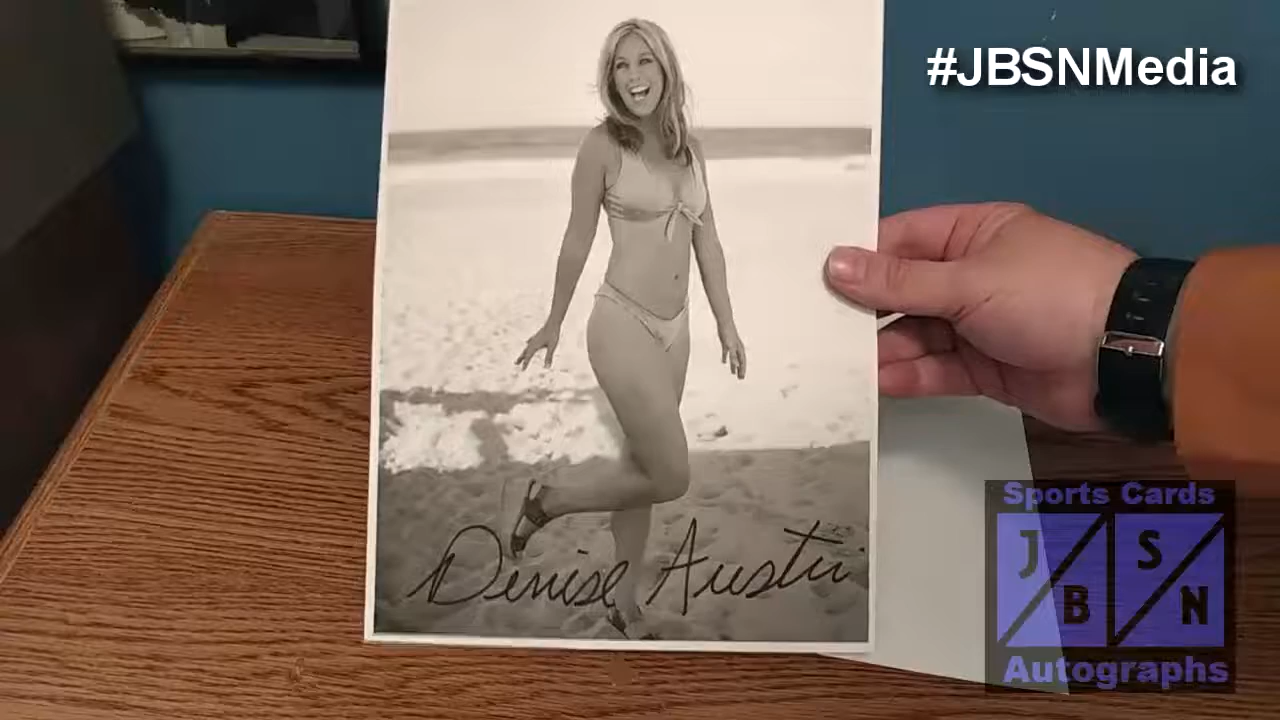 #JBSNMedia
Denise Austin
Sports Cards
J
S
B
N
Autographs